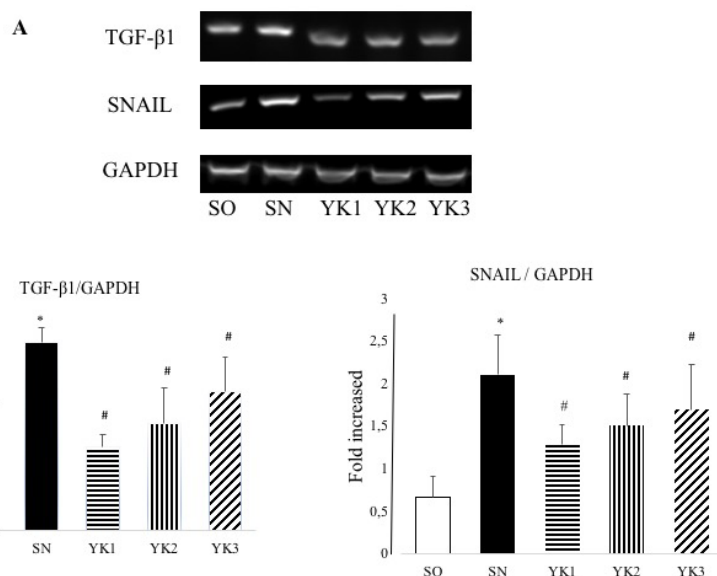 A
TGF-β1
SNAIL
GAPDH
SO SN YK1 YK2 YK3
TGF-β1/GAPDH
*
#
#
#
SN YK1 YK2 YK3
SNAIL / GAPDH
Fold increased
3
2,5
2
1,5
1
0,5
0
*
#
#
#
SO SN YK1 YK2 YK3